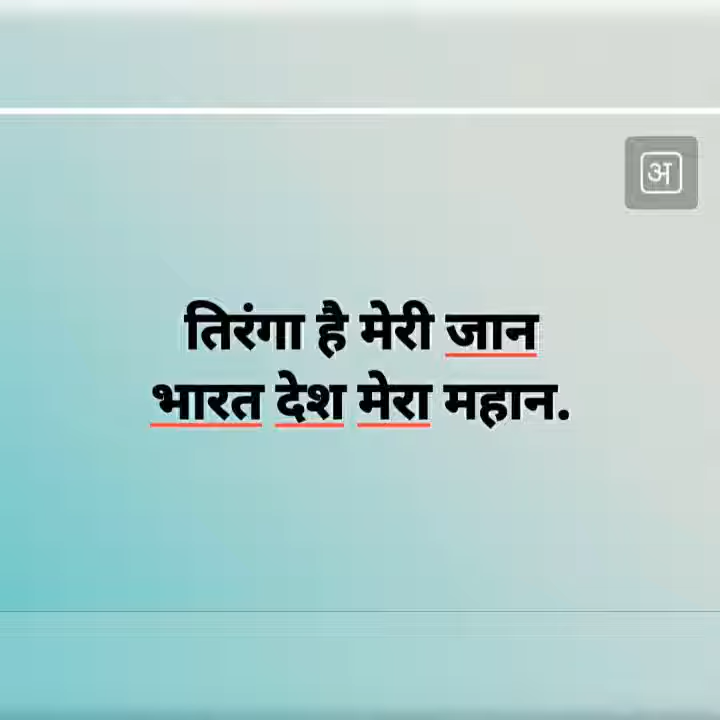 अ
तिरंगा है मेरी जान
भारत देश मेरा महान.